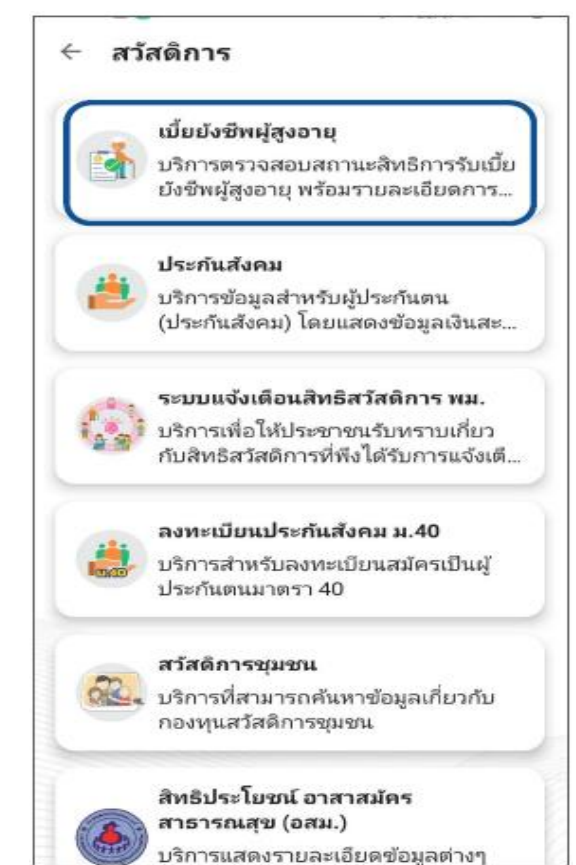 ← สวัสดิการ
เบี้ยยังชีพผู้สูงอายุ
บริการตรวจสอบสถานะสิทธิการรับเบี้ย
ยังชีพผู้สูงอายุ พร้อมรายละเอียดการ...
ประกันสังคม
บริการข้อมูลสำหรับผู้ประกันตน
(ประกันสังคม) โดยแสดงข้อมูลเงินสะ...
ระบบแจ้งเตือนสิทธิสวัสดิการ พม.
บริการเพื่อให้ประชาชนรับทราบเกี่ยว
กับสิทธิสวัสดิการที่พึงได้รับการแจ้งเตื...
ลงทะเบียนประกันสังคม ม.40
ม.40
บริการสำหรับลงทะเบียนสมัครเป็นผู้
ประกันตนมาตรา 40
สวัสดิการชุมชน
บริการที่สามารถค้นหาข้อมูลเกี่ยวกับ
กองทุนสวัสดิการชุมชน
สิทธิประโยชน์ อาสาสมัคร
สาธารณสุข (อสม.)
บริการแสดงรายละเอียดข้อมูลต่างๆ